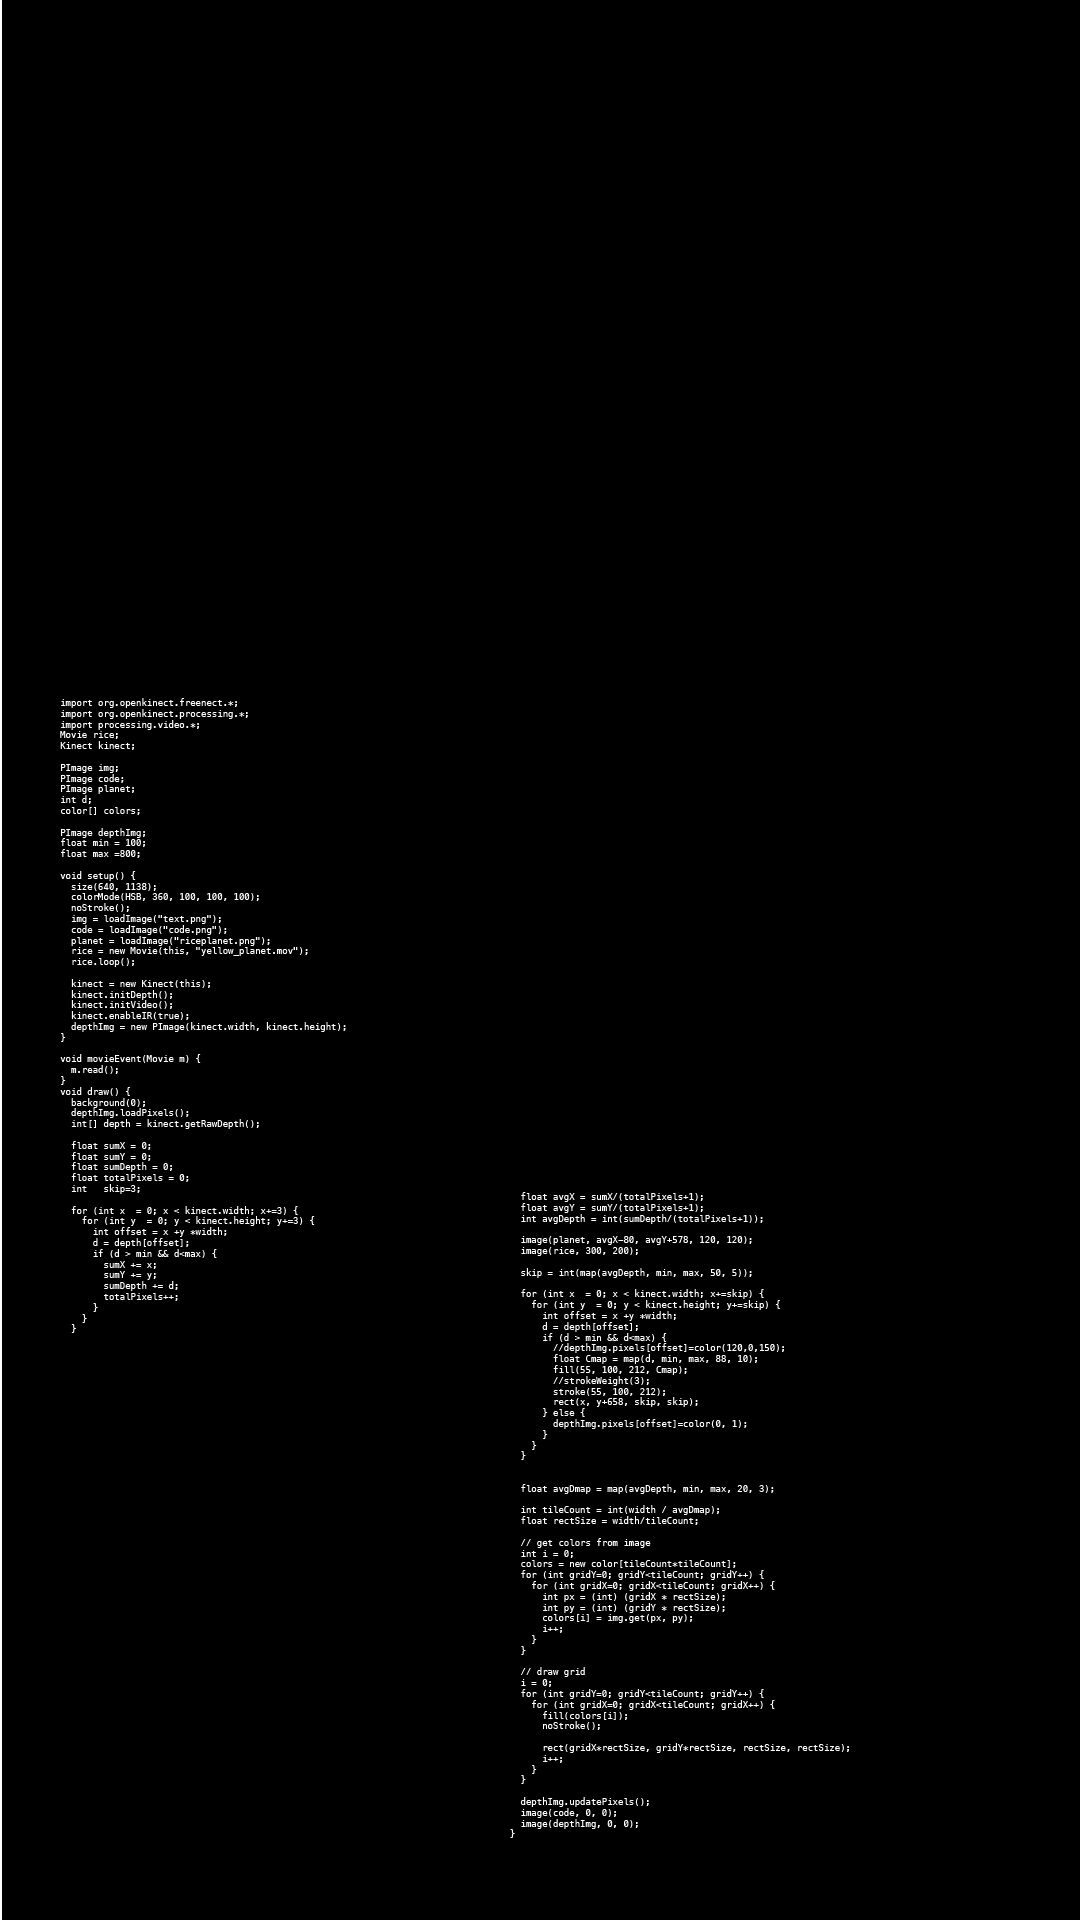 import org.openkinect.freenect.*;
import org.openkinect.processing.*;
import processing.video.*;
Movie rice;
Kinect kinect;

PImage img;
PImage code;
PImage planet;
int d;
color[] colors;

PImage depthImg;
float min = 100;
float max =800;

void setup() {
  size(640, 1138);
  colorMode(HSB, 360, 100, 100, 100);
  noStroke();
  img = loadImage("text.png");
  code = loadImage("code.png");
  planet = loadImage("riceplanet.png");
  rice = new Movie(this, "yellow_planet.mov");
  rice.loop();

  kinect = new Kinect(this);
  kinect.initDepth();
  kinect.initVideo();
  kinect.enableIR(true);
  depthImg = new PImage(kinect.width, kinect.height);
}

void movieEvent(Movie m) {
  m.read();
}
void draw() {
  background(0);
  depthImg.loadPixels();
  int[] depth = kinect.getRawDepth();

  float sumX = 0;
  float sumY = 0;
  float sumDepth = 0;
  float totalPixels = 0;
  int   skip=3;

  for (int x  = 0; x < kinect.width; x+=3) {
    for (int y  = 0; y < kinect.height; y+=3) {
      int offset = x +y *width;
      d = depth[offset];
      if (d > min && d<max) {
        sumX += x;
        sumY += y;
        sumDepth += d;
        totalPixels++;
      }
    }
  }

  float avgX = sumX/(totalPixels+1);
  float avgY = sumY/(totalPixels+1);
  int avgDepth = int(sumDepth/(totalPixels+1));

  image(planet, avgX-80, avgY+578, 120, 120);
  image(rice, 300, 200);

  skip = int(map(avgDepth, min, max, 50, 5));

  for (int x  = 0; x < kinect.width; x+=skip) {
    for (int y  = 0; y < kinect.height; y+=skip) {
      int offset = x +y *width;
      d = depth[offset];
      if (d > min && d<max) {
        //depthImg.pixels[offset]=color(120,0,150);
        float Cmap = map(d, min, max, 88, 10);
        fill(55, 100, 212, Cmap);
        //strokeWeight(3);
        stroke(55, 100, 212);
        rect(x, y+658, skip, skip);
      } else {
        depthImg.pixels[offset]=color(0, 1);
      }
    }
  }

  float avgDmap = map(avgDepth, min, max, 20, 3);

  int tileCount = int(width / avgDmap);
  float rectSize = width/tileCount;

  // get colors from image
  int i = 0;
  colors = new color[tileCount*tileCount];
  for (int gridY=0; gridY<tileCount; gridY++) {
    for (int gridX=0; gridX<tileCount; gridX++) {
      int px = (int) (gridX * rectSize);
      int py = (int) (gridY * rectSize);
      colors[i] = img.get(px, py);
      i++;
    }
  }

  // draw grid
  i = 0;
  for (int gridY=0; gridY<tileCount; gridY++) {
    for (int gridX=0; gridX<tileCount; gridX++) {
      fill(colors[i]);
      noStroke();

      rect(gridX*rectSize, gridY*rectSize, rectSize, rectSize);
      i++;
    }
  }

  depthImg.updatePixels();
  image(code, 0, 0);
  image(depthImg, 0, 0);
}